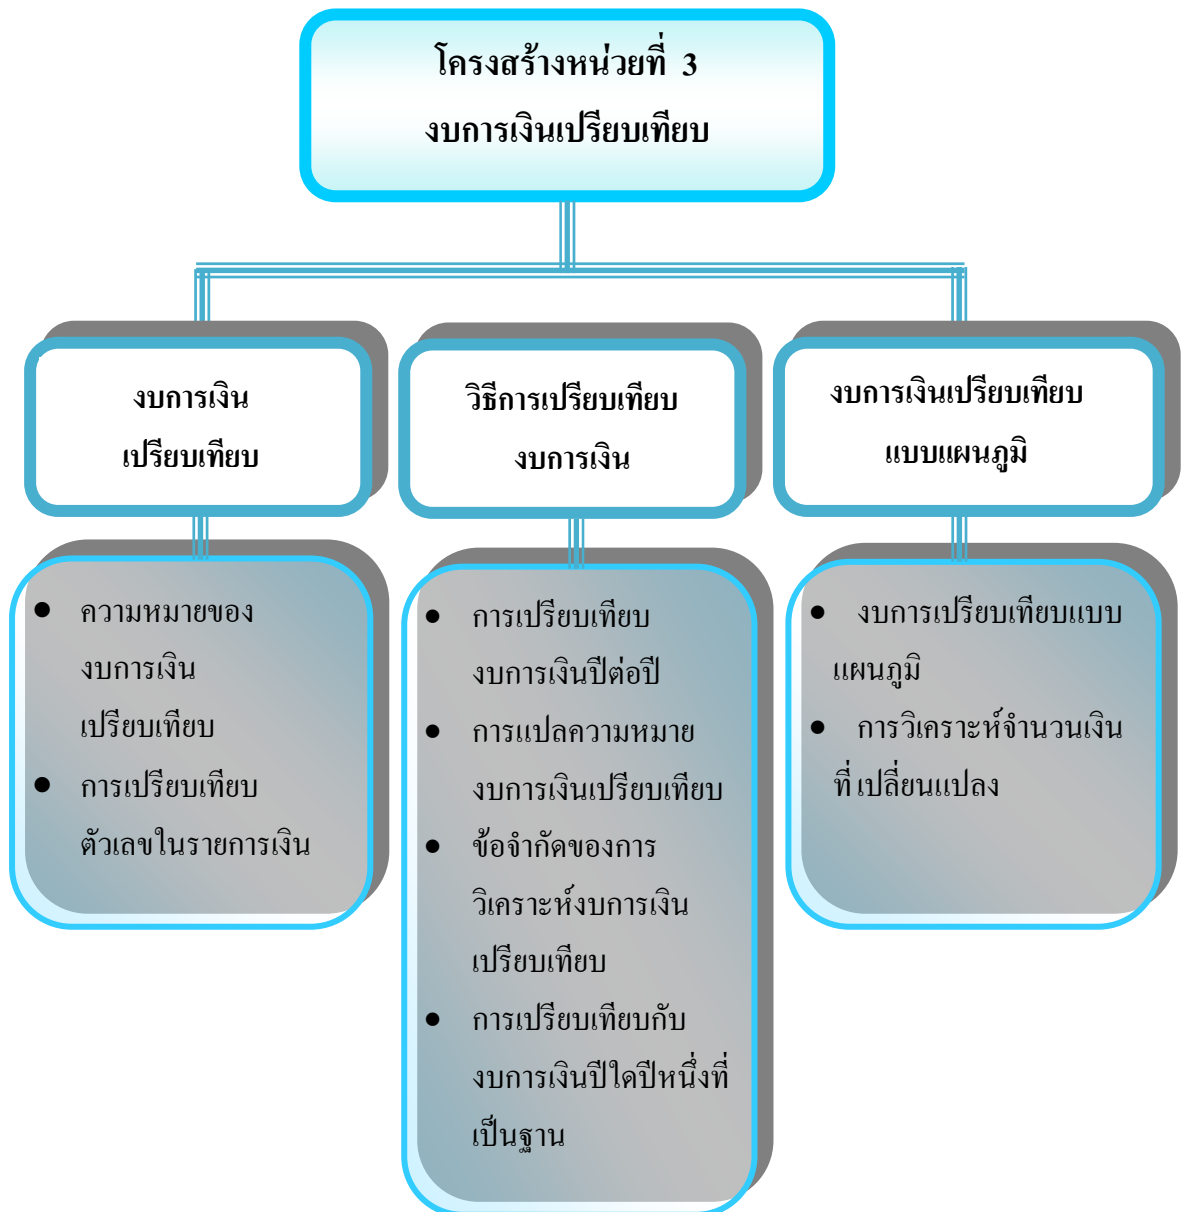 โครงสร้างหน่วยที่ 3
งบการเงินเปรียบเทียบ
งบการเงิน
เปรียบเทียบ
วิธีการเปรียบเทียบ
งบการเงิน
งบการเงินเปรียบเทียบ
แบบแผนภูมิ
● ความหมายของ
งบการเงิน
เปรียบเทียบ
● การเปรียบเทียบ
ตัวเลขในรายการเงิน
● การเปรียบเทียบ
งบการเงินปีต่อปี
● การแปลความหมาย
งบการเงินเปรียบเทียบ
● ข้อจำกัดของการ
วิเคราะห์งบการเงิน
เปรียบเทียบ
● การเปรียบเทียบกับ
งบการเงินปีใดปีหนึ่งที่
เป็นฐาน
● งบการเปรียบเทียบแบบ
แผนภูมิ
● การวิเคราะห์จำนวนเงิน
ที่ เปลี่ยนแปลง